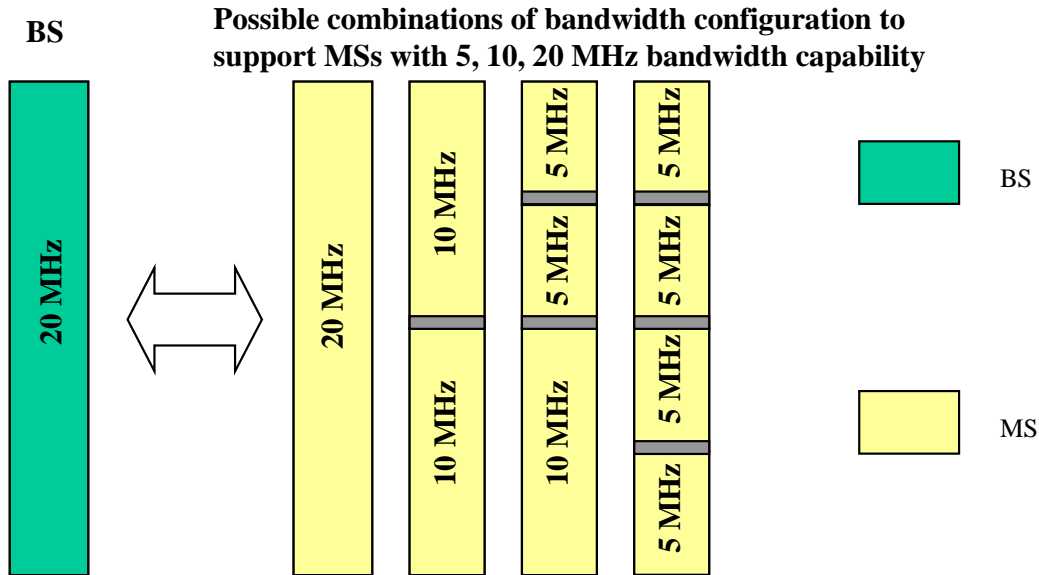 BS
Possible combinations of bandwidth configuration to
support MSs with 5, 10, 20 MHz bandwidth capability
20 MHz
20 MHz
10 MHz
10 MHz
5 MHz
5 MHz
10 MHz
5 MHz
5 MHz
5 MHz
5 MHz
BS
MS